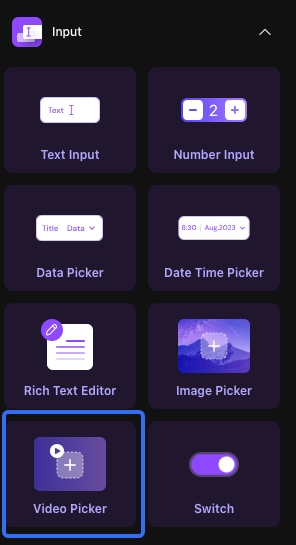 Input
Text
2
Text Input
Number Input
Title Data
8:30 Aug.2023
Data Picker
Date Time Picker
Rich Text Editor
Image Picker
Video Picker
Switch